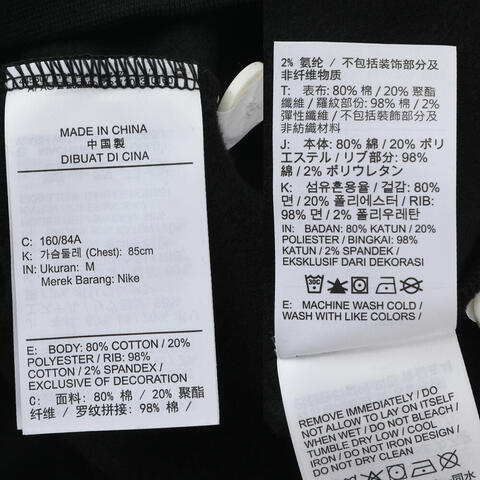 MADE IN CHINA
中国製
DIBUAT DI CINA
C: 160/84A
K: 가슴둘레 (Chest): 85cm
IN: Ukuran: M
Merek Barang: Nike
E: BODY: 80% COTTON / 20%
POLYESTER / RIB: 98%
COTTON / 2% SPANDEX /
EXCLUSIVE OF DECORATION
C: 面料: 80% 棉 / 20% 聚酯
纤维 / 罗纹拼接: 98% 棉 /
2% 氨纶 / 不包括装饰部分及
非纤维物质
T: 表布: 80% 棉 / 20% 聚酯
纖維 / 羅紋部份: 98% 棉 / 2%
彈性纖維 / 不包括裝飾部分及
非紡織材料
J: 本体: 80% 綿 / 20% ポリ
エステル / リブ部分: 98%
綿 / 2% ポリウレタン
K: 섬유혼용율 / 겉감: 80%
면 / 20% 폴리에스터 / RIB:
98% 면 / 2% 폴리우레탄
IN: BADAN: 80% KATUN / 20%
POLIESTER / BINGKAI: 98%
KATUN / 2% SPANDEX /
EKSKLUSIF DARI DEKORASI
E: MACHINE WASH COLD /
WASH WITH LIKE COLORS /
REMOVE IMMEDIATELY / DO
NOT ALLOW TO LAY ON ITSELF
WHEN WET / DO NOT BLEACH /
TUMBLE DRY LOW / COOL
IRON / DO NOT IRON DESIGN /
DO NOT DRY CLEAN